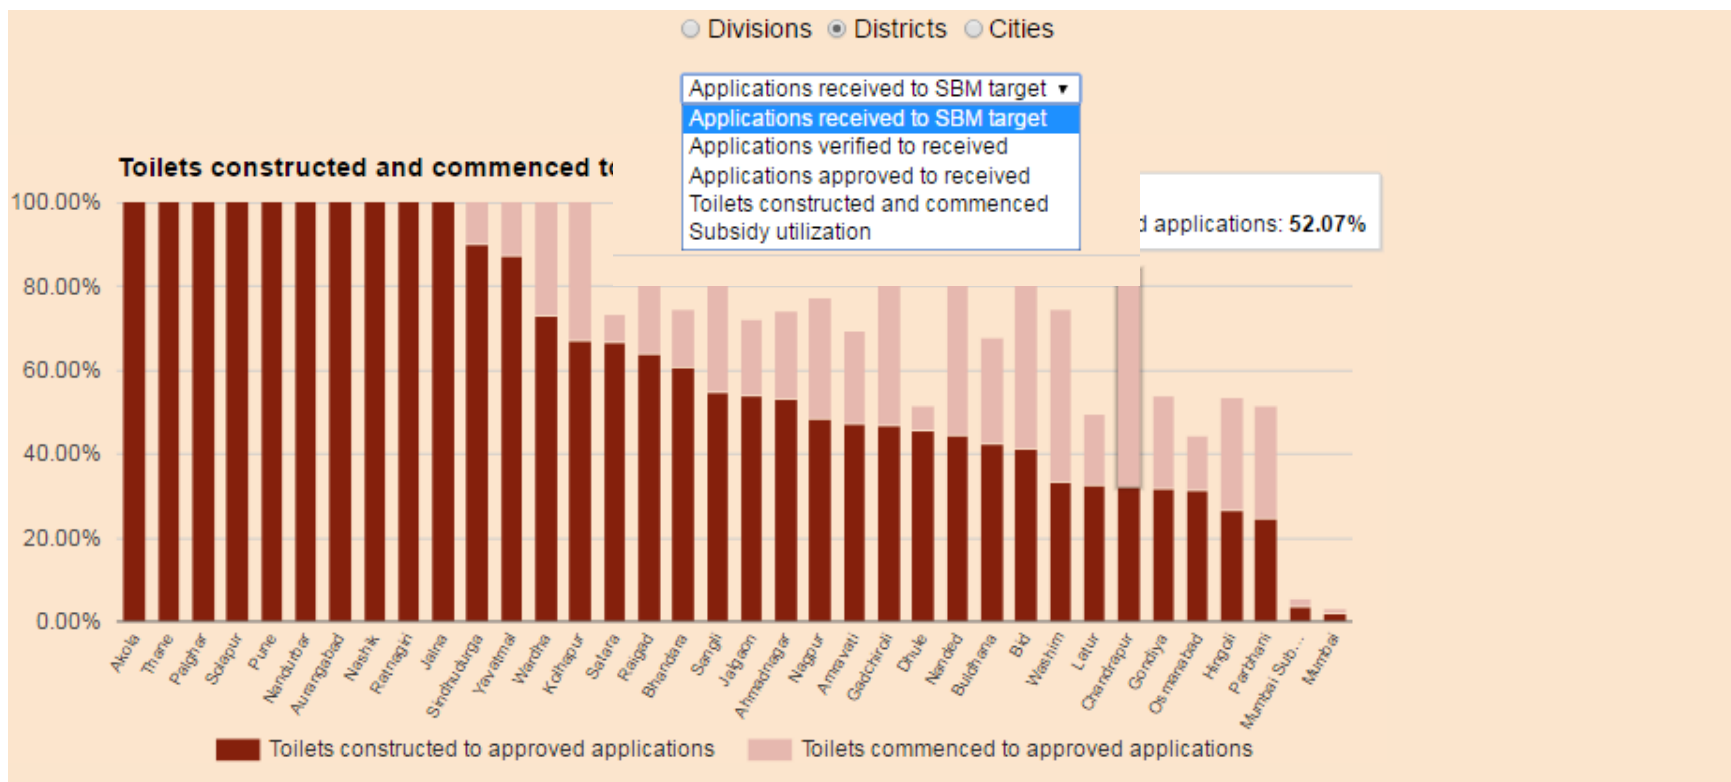 Divisions Districts Cities
Applications received to SBM target
Applications received to SBM target
Applications verified to received
Applications approved to received
Toilets constructed and commenced
Subsidy utilization
Toilets constructed and commenced
applications: 52.07%
100.00%
80.00%
60.00%
40.00%
20.00%
0.00%
Akola
Thane
Palghar
Solapur
Pune
Nandurbar
Aurangabad
Nashik
Ratnagiri
Jalna
Sindhudurga
Yavatmal
Wardha
Kolhapur
Satara
Raigad
Bhandara
Sangli
Jalgaon
Ahmadnagar
Nagpur
Amravati
Gadchiroli
Dhule
Nanded
Buldhana
Bid
Washim
Latur
Chandrapur
Gondiya
Osmanabad
Hingoli
Parbhani
Mumbai Sub...
Mumbai
Toilets constructed to approved applications
Toilets commenced to approved applications